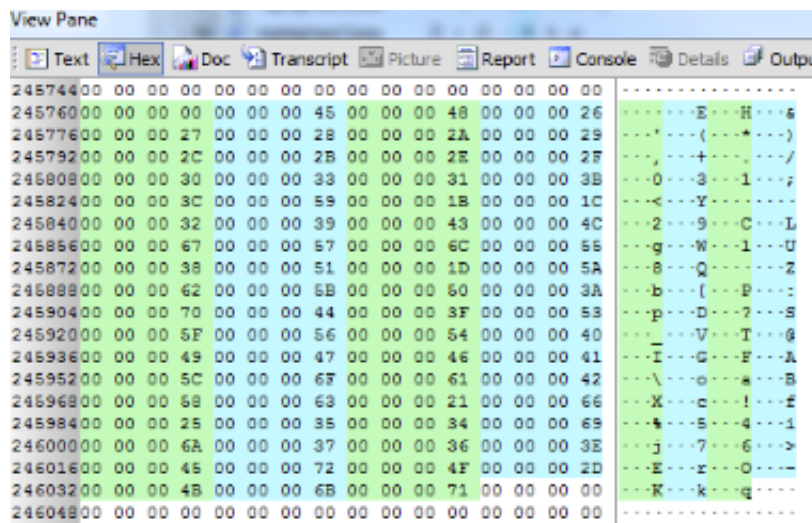 View Pane
Text Hex Doc Transcript Picture Report Console Details Outpu
245744 00 00 00 00 00 00 00 00 00 00 00 00 00 00 00 00 ················
245760 00 00 00 00 00 00 00 45 00 00 00 48 00 00 00 26 ·······E···H···&
245776 00 00 00 27 00 00 00 28 00 00 00 2A 00 00 00 29 ···'···(···*···)
245792 00 00 00 2C 00 00 00 2B 00 00 00 2E 00 00 00 2F ···,···+···.···/
245808 00 00 00 30 00 00 00 33 00 00 00 31 00 00 00 3B ···0···3···1···;
245824 00 00 00 3C 00 00 00 59 00 00 00 1B 00 00 00 1C ···<···Y········
245840 00 00 00 32 00 00 00 39 00 00 00 43 00 00 00 4C ···2···9···C···L
245856 00 00 00 67 00 00 00 57 00 00 00 6C 00 00 00 55 ···g···W···l···U
245872 00 00 00 38 00 00 00 51 00 00 00 1D 00 00 00 5A ···8···Q·······Z
245888 00 00 00 62 00 00 00 5B 00 00 00 50 00 00 00 3A ···b···[···P···:
245904 00 00 00 70 00 00 00 44 00 00 00 3F 00 00 00 53 ···p···D···?···S
245920 00 00 00 5F 00 00 00 56 00 00 00 54 00 00 00 40 ···_···V···T···@
245936 00 00 00 49 00 00 00 47 00 00 00 46 00 00 00 41 ···I···G···F···A
245952 00 00 00 5C 00 00 00 6F 00 00 00 61 00 00 00 42 ···\···o···a···B
245968 00 00 00 58 00 00 00 63 00 00 00 21 00 00 00 66 ···X···c···!···f
245984 00 00 00 25 00 00 00 35 00 00 00 34 00 00 00 69 ···%···5···4···i
246000 00 00 00 6A 00 00 00 37 00 00 00 36 00 00 00 3E ···j···7···6···>
246016 00 00 00 45 00 00 00 72 00 00 00 4F 00 00 00 2D ···E···r···O···-
246032 00 00 00 4B 00 00 00 6B 00 00 00 71 00 00 00 00 ···K···k···q····
246048 00 00 00 00 00 00 00 00 00 00 00 00 00 00 00 00 ················